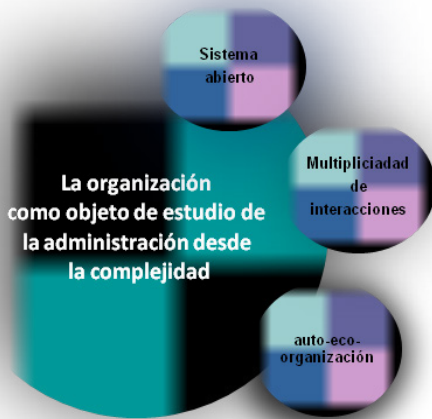 Sistema
abierto
La organización
como objeto de estudio de
la administración desde
la complejidad
Multipliciadad
de
interacciones
auto-eco-
organización